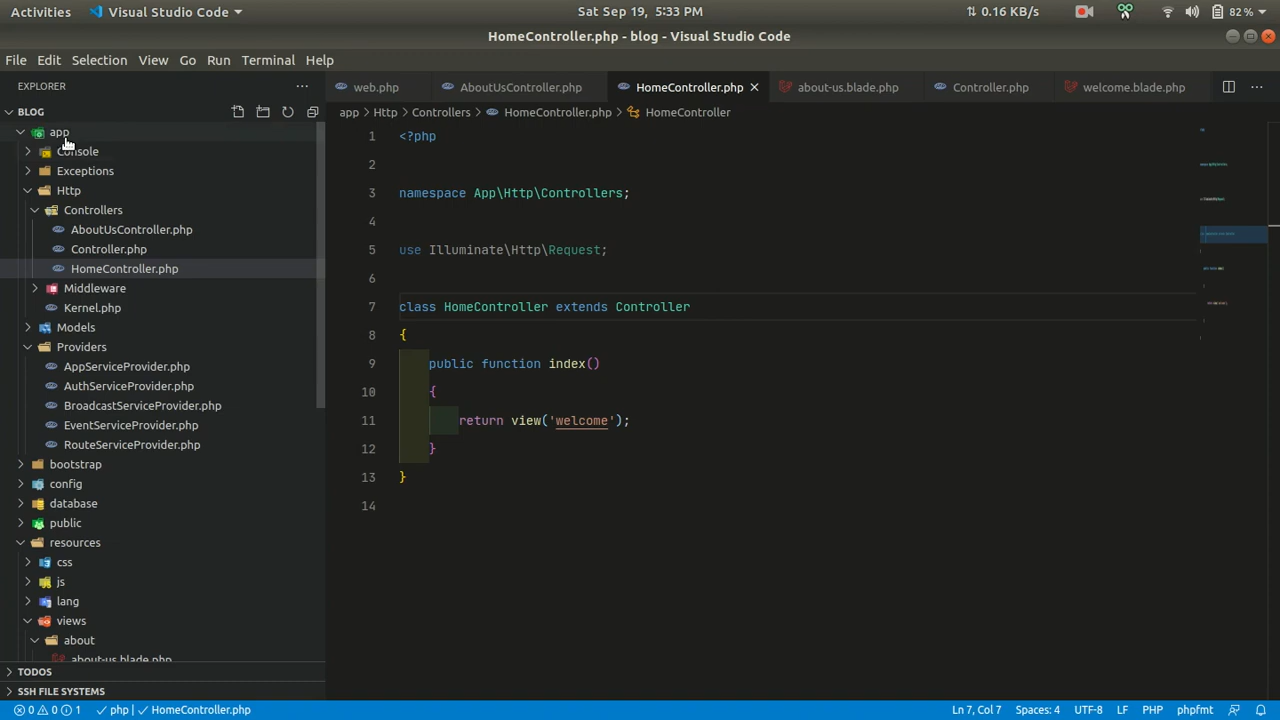 Activities Visual Studio Code Sat Sep 19, 5:33 PM 0.16 KB/s 82 %
HomeController.php - blog - Visual Studio Code
File Edit Selection View Go Run Terminal Help
EXPLORER
web.php AboutUsController.php HomeController.php about-us.blade.php Controller.php welcome.blade.php
BLOG
app > Http > Controllers > HomeController.php > HomeController
app
Console
Exceptions
Http
Controllers
AboutUsController.php
Controller.php
HomeController.php
Middleware
Kernel.php
Models
Providers
AppServiceProvider.php
AuthServiceProvider.php
BroadcastServiceProvider.php
EventServiceProvider.php
RouteServiceProvider.php
bootstrap
config
database
public
resources
css
js
lang
views
about
about-us.blade.php
TODOS
SSH FILE SYSTEMS
1 <?php
2
3 namespace App\Http\Controllers;
4
5 use Illuminate\Http\Request;
6
7 class HomeController extends Controller
8 {
9 public function index()
10 {
11 return view('welcome');
12 }
13 }
14
0 0 1 php | HomeController.php Ln 7, Col 7 Spaces: 4 UTF-8 LF PHP phpfmt